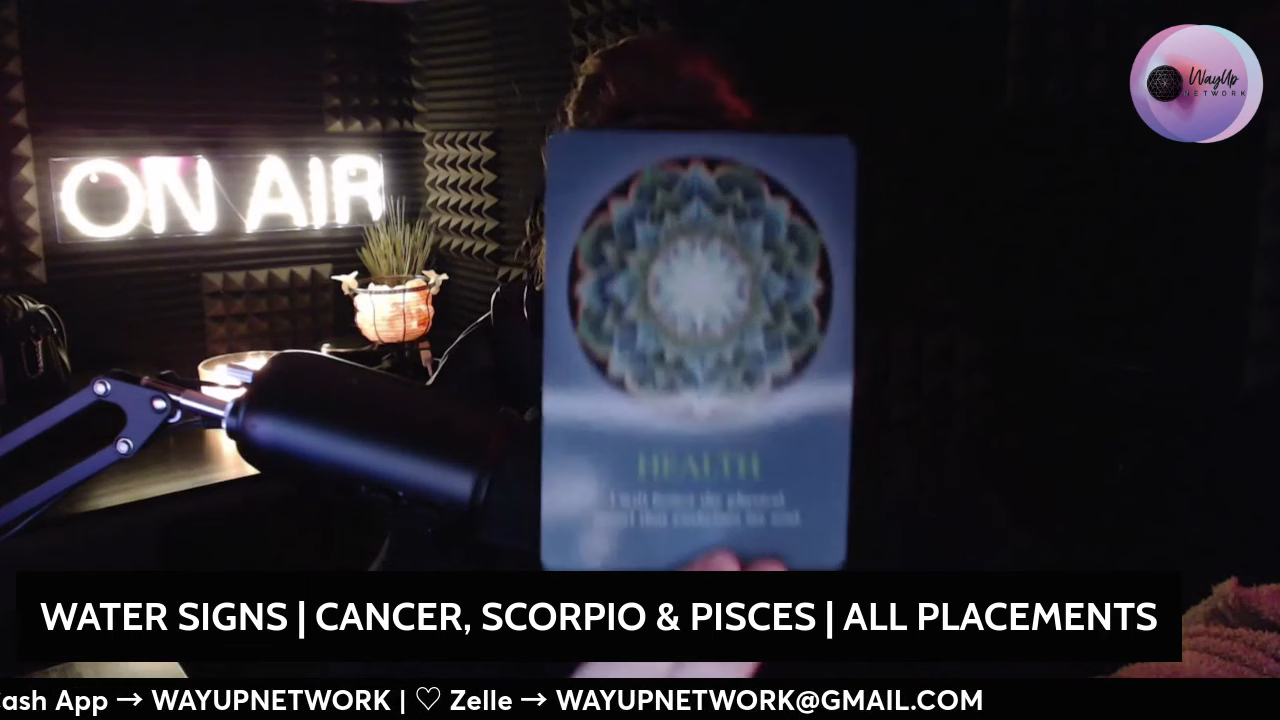 WayUp
NETWORK
ON AIR
HEALTH
WATER SIGNS | CANCER, SCORPIO & PISCES | ALL PLACEMENTS
ash App → WAYUPNETWORK | ♡ Zelle → WAYUPNETWORK@GMAIL.COM